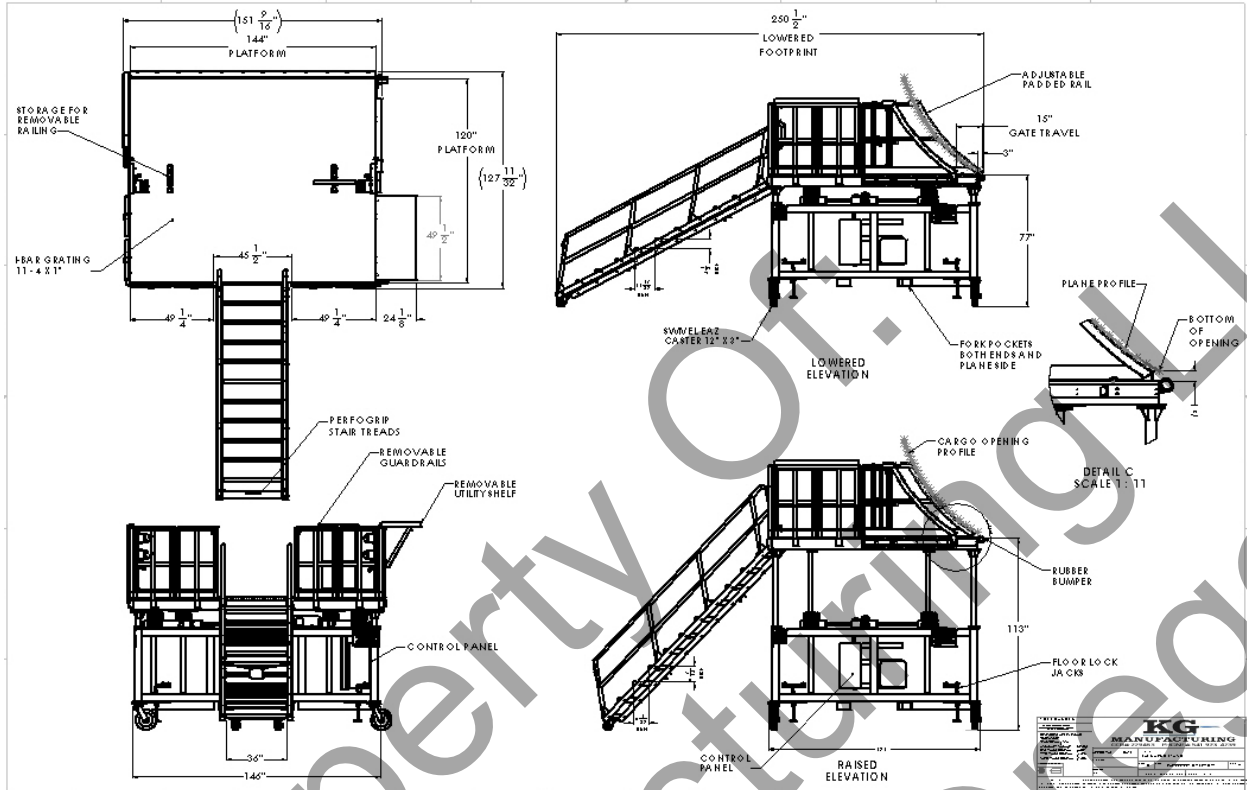 (151 9/16")
144"
PLATFORM
STORAGE FOR
REMOVABLE
RAILING
120"
PLATFORM
(127 11/32")
49 1/2"
I-BAR GRATING
11 - 4 X 1"
45 1/2"
49 1/4"
49 1/4"
24 1/8"
PERFOGRIP
STAIR TREADS
250 1/2"
LOWERED
FOOTPRINT
ADJUSTABLE
PADDED RAIL
15"
GATE TRAVEL
3"
77"
SWIVEL EAZ
CASTER 12" X 3"
LOWERED
ELEVATION
FORK POCKETS
BOTH ENDS AND
PLANE SIDE
PLANE PROFILE
BOTTOM
OF
OPENING
DETAIL C
SCALE 1 : 11
REMOVABLE
GUARDRAILS
REMOVABLE
UTILITY SHELF
CONTROL PANEL
36"
146"
CARGO OPENING
PROFILE
RUBBER
BUMPER
113"
FLOOR LOCK
JACKS
CONTROL
PANEL
RAISED
ELEVATION
KG
MANUFACTURING
Property Of: